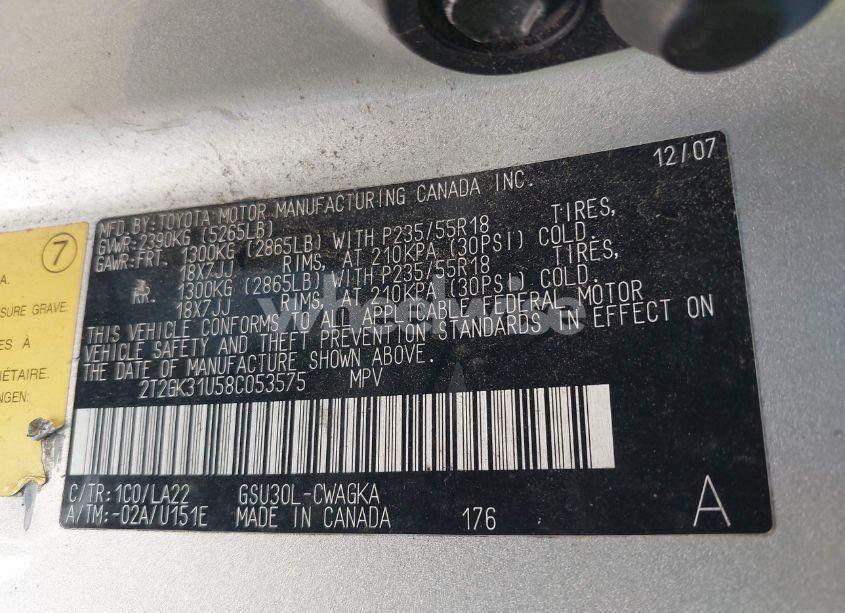 12/07
MFD.BY:TOYOTA MOTOR MANUFACTURING CANADA INC.
GVWR:2390KG (5265LB)
GAWR:FRT. 1300KG (2865LB) WITH P235/55R18 TIRES,
18X7JJ RIMS, AT 210KPA (30PSI) COLD.
RR. 1300KG (2865LB) WITH P235/55R18 TIRES,
18X7JJ RIMS, AT 210KPA (30PSI) COLD.
THIS VEHICLE CONFORMS TO ALL APPLICABLE FEDERAL MOTOR
VEHICLE SAFETY AND THEFT PREVENTION STANDARDS IN EFFECT ON
THE DATE OF MANUFACTURE SHOWN ABOVE.
2T2GK31U58C053575 MPV
C/TR:1C0/LA22 GSU30L-CWAGKA
A/TM:-02A/U151E MADE IN CANADA 176 A
7
A.
SURE GRAVE
ES À
IÉTAIRE.
NGEN:
wheelwise